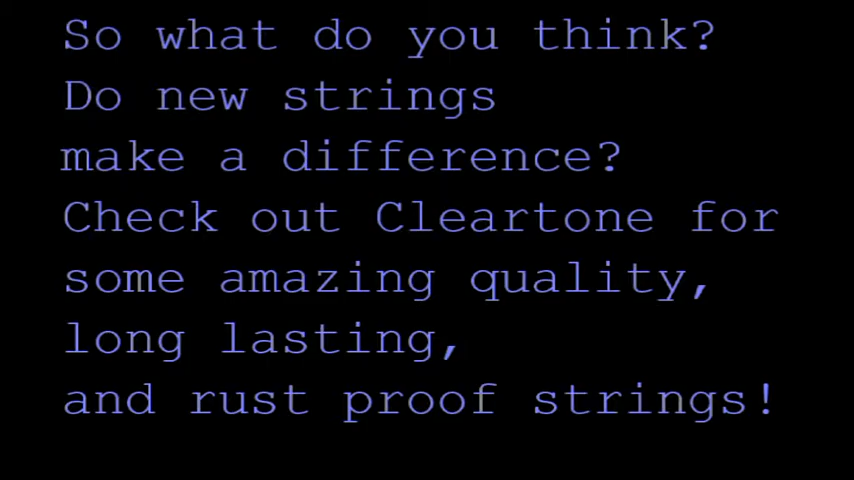 So what do you think?
Do new strings
make a difference?
Check out Cleartone for
some amazing quality,
long lasting,
and rust proof strings!